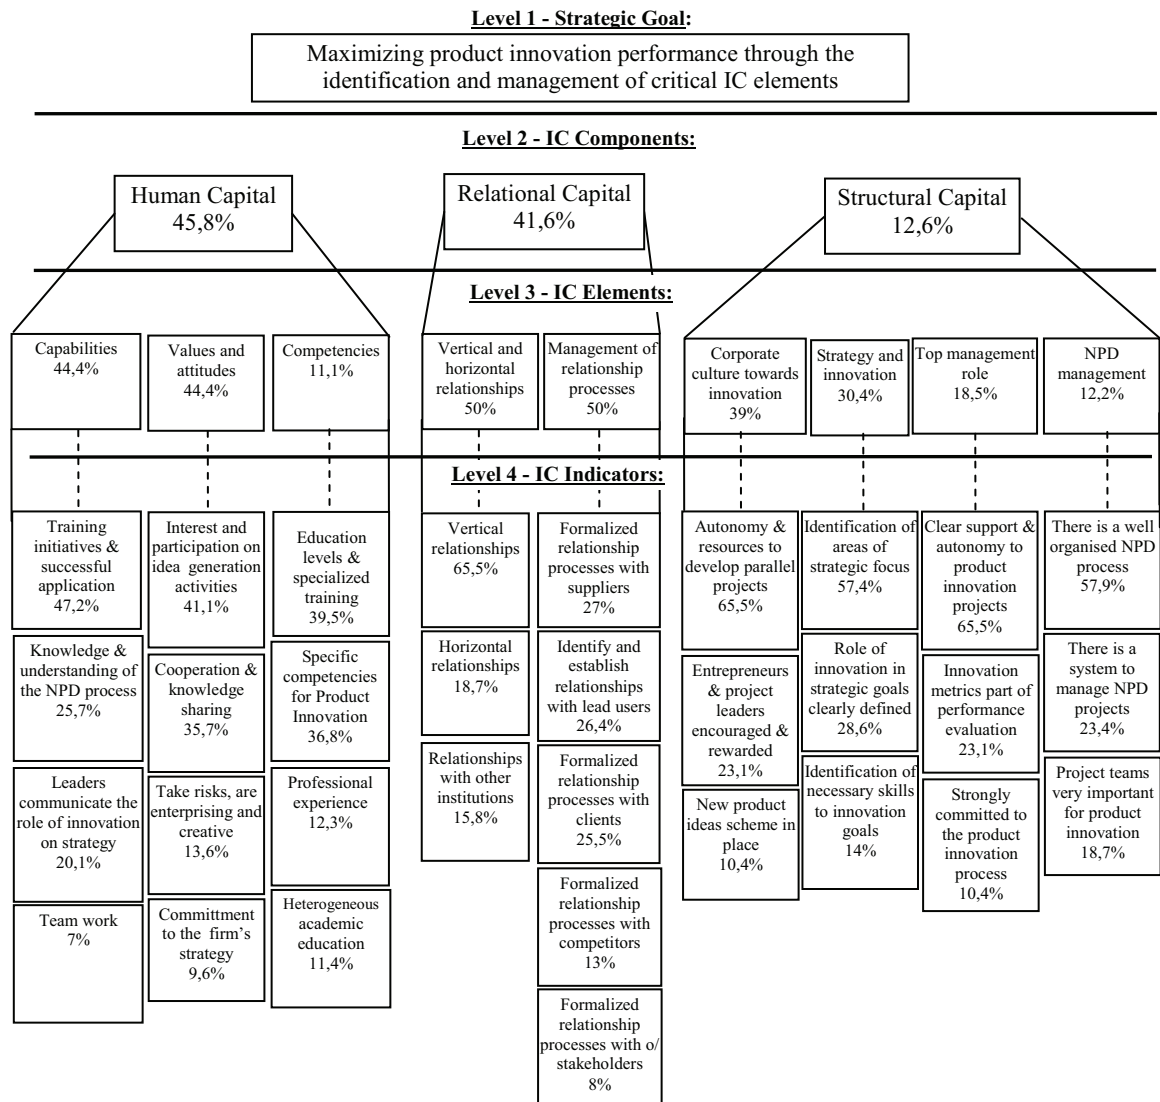 Level 1 - Strategic Goal:
Maximizing product innovation performance through the
identification and management of critical IC elements
Level 2 - IC Components:
Human Capital
45,8%
Relational Capital
41,6%
Structural Capital
12,6%
Level 3 - IC Elements:
Capabilities
44,4%
Values and
attitudes
44,4%
Competencies
11,1%
Vertical and
horizontal
relationships
50%
Management of
relationship
processes
50%
Corporate
culture towards
innovation
39%
Strategy and
innovation
30,4%
Top management
role
18,5%
NPD
management
12,2%
Level 4 - IC Indicators:
Training
initiatives &
successful
application
47,2%
Knowledge &
understanding of
the NPD process
25,7%
Leaders
communicate the
role of innovation
on strategy
20,1%
Team work
7%
Interest and
participation on
idea generation
activities
41,1%
Cooperation &
knowledge
sharing
35,7%
Take risks, are
enterprising and
creative
13,6%
Committment
to the firm's
strategy
9,6%
Education
levels &
specialized
training
39,5%
Specific
competencies
for Product
Innovation
36,8%
Professional
experience
12,3%
Heterogeneous
academic
education
11,4%
Vertical
relationships
65,5%
Horizontal
relationships
18,7%
Relationships
with other
institutions
15,8%
Formalized
relationship
processes with
suppliers
27%
Identify and
establish
relationships
with lead users
26,4%
Formalized
relationship
processes with
clients
25,5%
Formalized
relationship
processes with
competitors
13%
Formalized
relationship
processes with o/
stakeholders
8%
Autonomy &
resources to
develop parallel
projects
65,5%
Entrepreneurs
& project
leaders
encouraged &
rewarded
23,1%
New product
ideas scheme in
place
10,4%
Identification of
areas of
strategic focus
57,4%
Role of
innovation in
strategic goals
clearly defined
28,6%
Identification of
necessary skills
to innovation
goals
14%
Clear support &
autonomy to
product
innovation
projects
65,5%
Innovation
metrics part of
performance
evaluation
23,1%
Strongly
committed to
the product
innovation
process
10,4%
There is a well
organised NPD
process
57,9%
There is a
system to
manage NPD
projects
23,4%
Project teams
very important
for product
innovation
18,7%